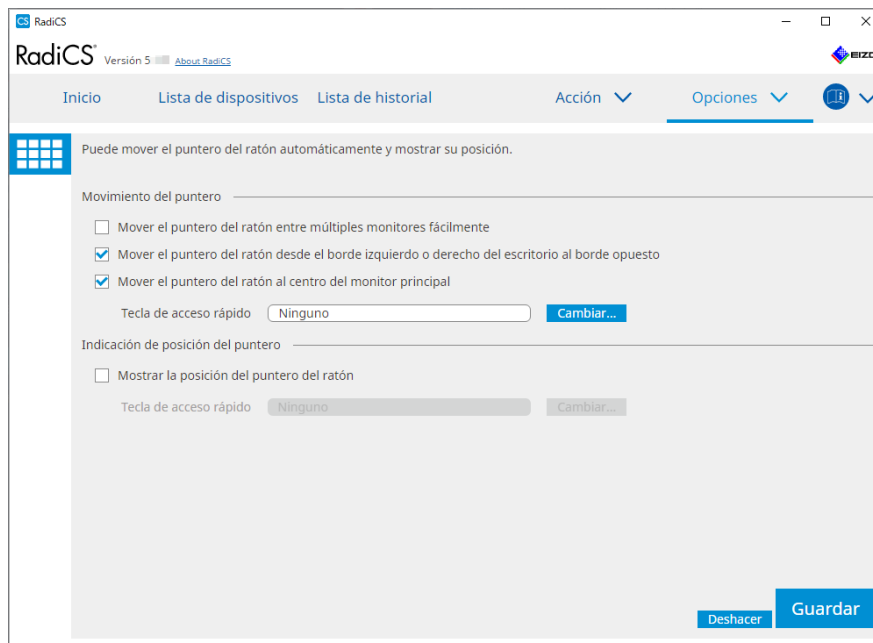 CS RadiCS
RadiCS® Versión 5 About RadiCS
EIZO
Inicio Lista de dispositivos Lista de historial Acción Opciones
Puede mover el puntero del ratón automáticamente y mostrar su posición.
Movimiento del puntero
Mover el puntero del ratón entre múltiples monitores fácilmente
Mover el puntero del ratón desde el borde izquierdo o derecho del escritorio al borde opuesto
Mover el puntero del ratón al centro del monitor principal
Tecla de acceso rápido Ninguno Cambiar...
Indicación de posición del puntero
Mostrar la posición del puntero del ratón
Tecla de acceso rápido Ninguno Cambiar...
Deshacer Guardar